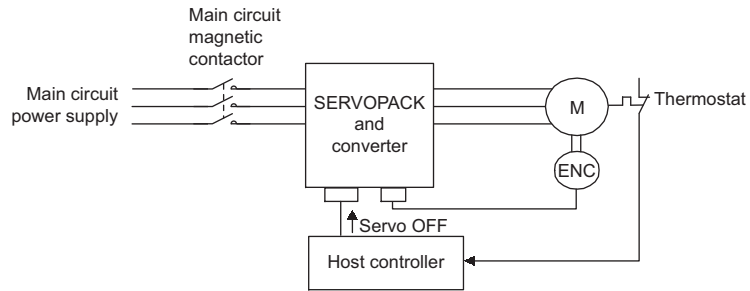 Main circuit
magnetic
contactor
Main circuit
power supply
SERVOPACK
and
converter
M
Thermostat
ENC
Servo OFF
Host controller